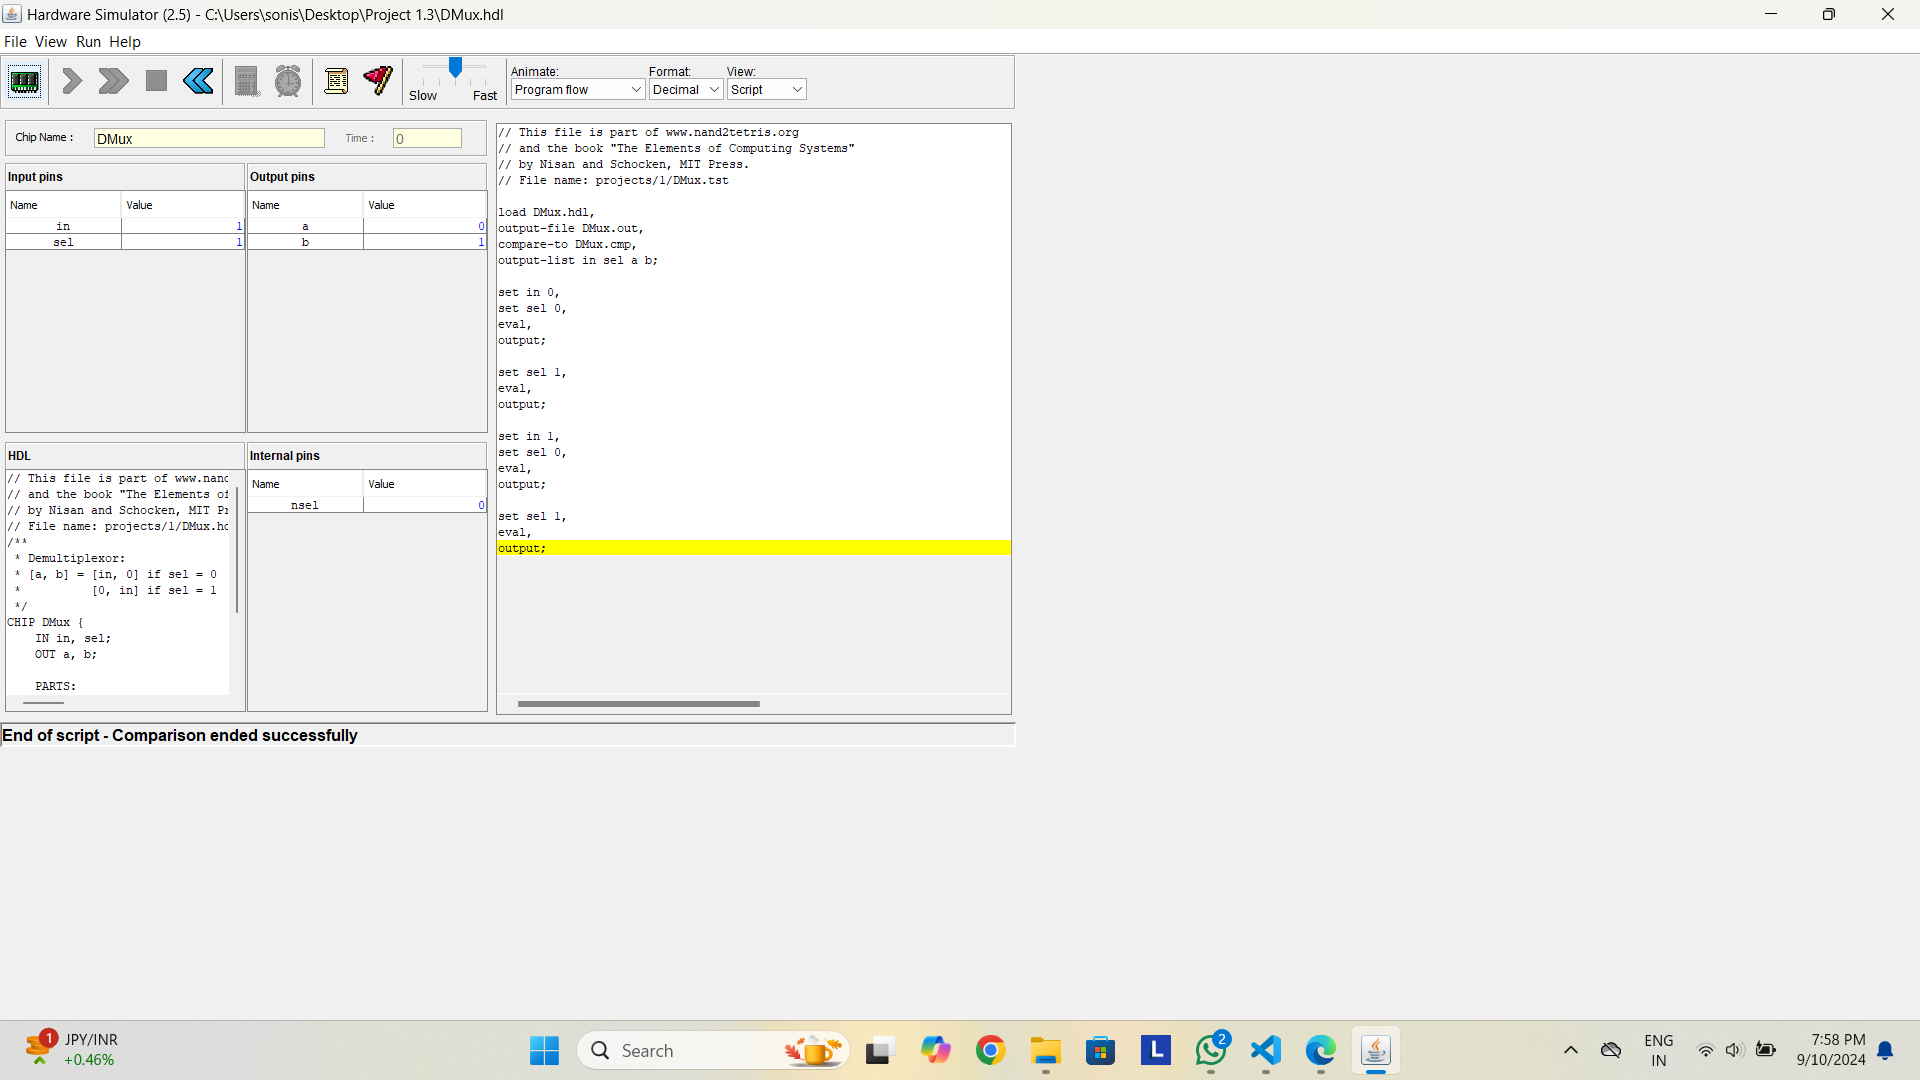 Hardware Simulator (2.5) - C:\Users\sonis\Desktop\Project 1.3\DMux.hdl
File View Run Help
Slow Fast
Animate: Format: View:
Program flow Decimal Script
Chip Name : DMux Time : 0
Input pins
Name Value
in 1
sel 1
Output pins
Name Value
a 0
b 1
HDL
// This file is part of www.nand
// and the book "The Elements of
// by Nisan and Schocken, MIT Pr
// File name: projects/1/DMux.hd
/**
* Demultiplexor:
* [a, b] = [in, 0] if sel = 0
* [0, in] if sel = 1
*/
CHIP DMux {
IN in, sel;
OUT a, b;
PARTS:
Internal pins
Name Value
nsel 0
// This file is part of www.nand2tetris.org
// and the book "The Elements of Computing Systems"
// by Nisan and Schocken, MIT Press.
// File name: projects/1/DMux.tst
load DMux.hdl,
output-file DMux.out,
compare-to DMux.cmp,
output-list in sel a b;
set in 0,
set sel 0,
eval,
output;
set sel 1,
eval,
output;
set in 1,
set sel 0,
eval,
output;
set sel 1,
eval,
output;
End of script - Comparison ended successfully
1 JPY/INR
+0.46%
Search
L
2
ENG
IN
7:58 PM
9/10/2024